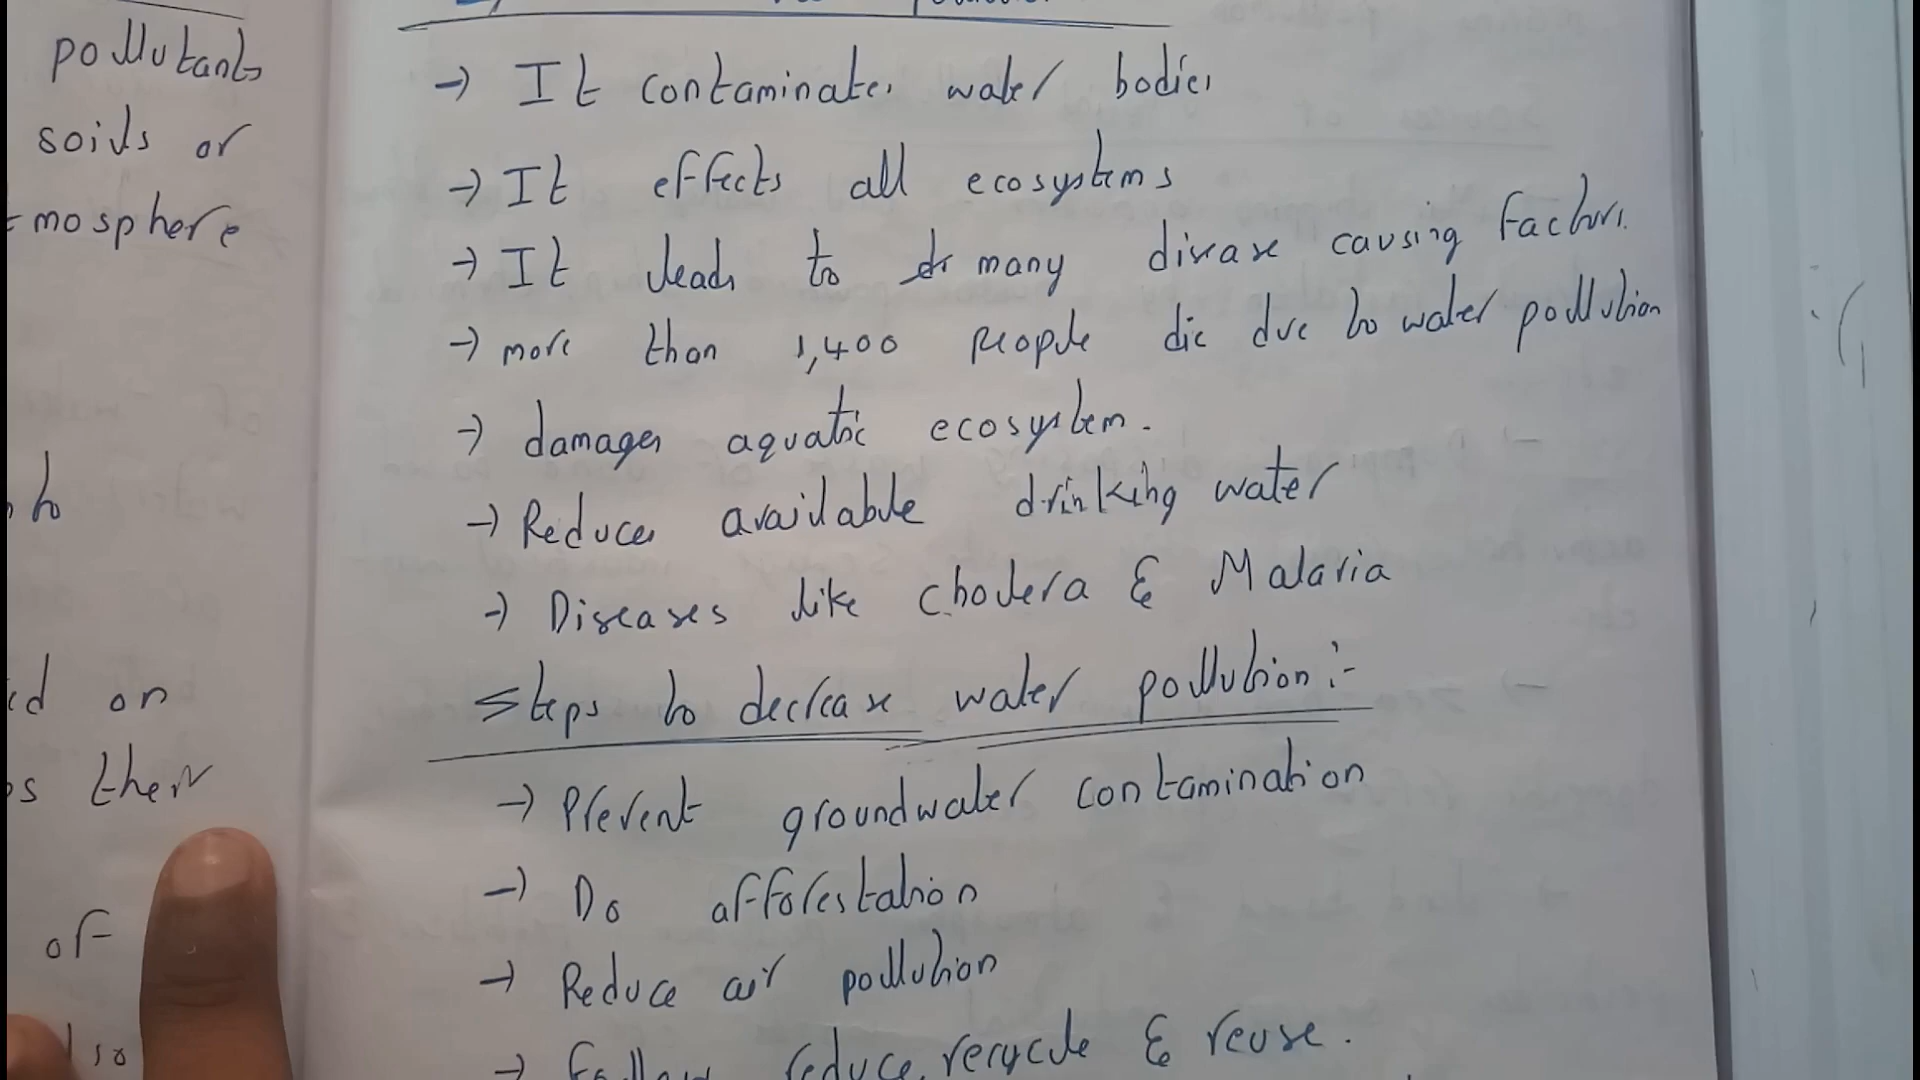 pollutants
soils or
mosphere
to
on
then
of
→ It contaminates water bodies
→ It effects all ecosystems
→ It leads to many disease causing factors.
→ more than 1,400 people die due to water pollution
→ damages aquatic ecosystem.
→ Reduces available drinking water
→ Diseases like cholera & Malaria
Steps to decrease water pollution :-
→ Prevent groundwater contamination
→ Do afforestation
→ Reduce air pollution
→ Follow reduce, recycle & reuse.